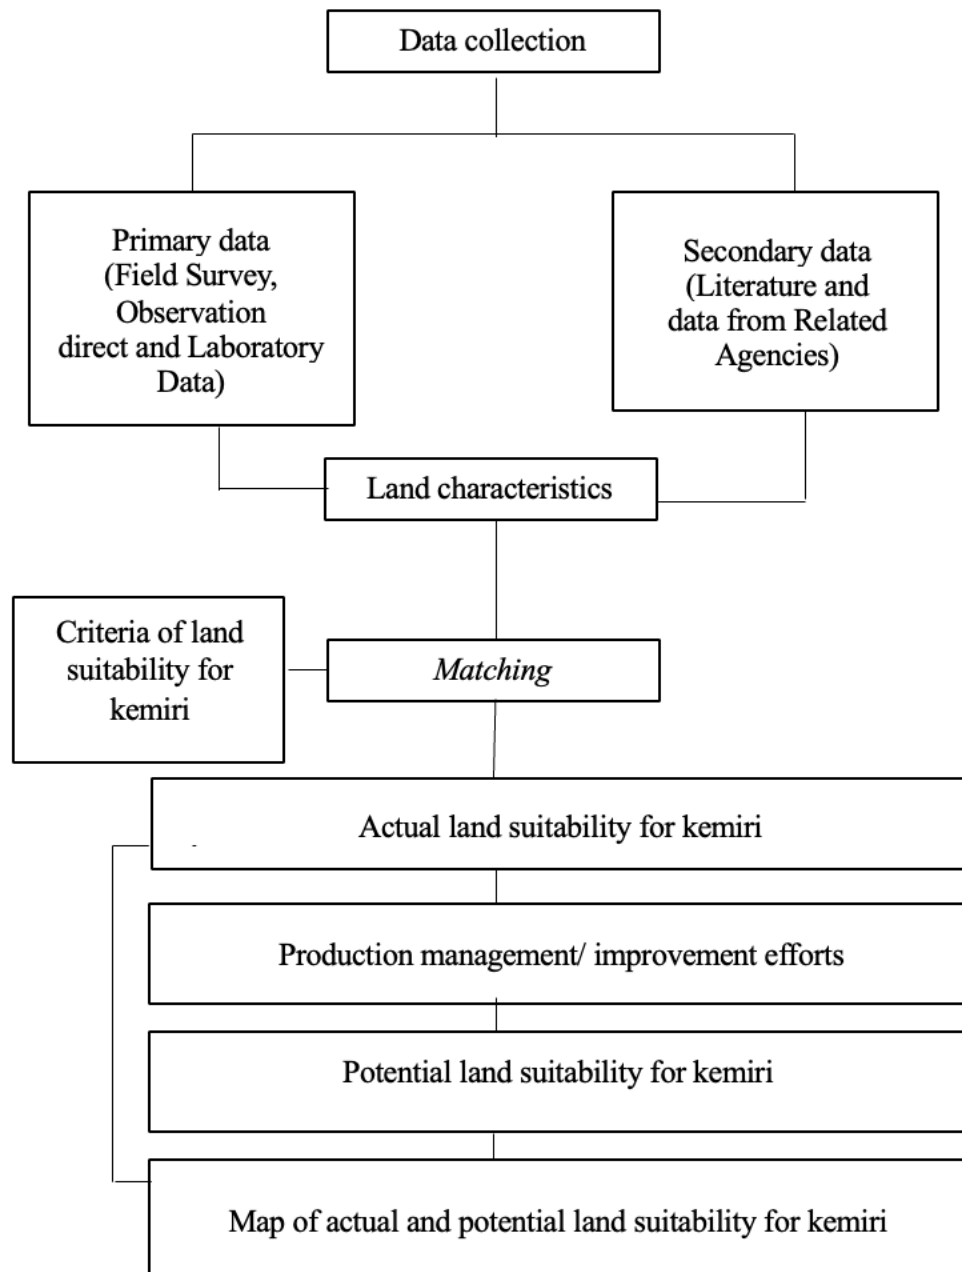 Data collection
Primary data
(Field Survey,
Observation
direct and Laboratory
Data)
Secondary data
(Literature and
data from Related
Agencies)
Land characteristics
Criteria of land
suitability for
kemiri
Matching
Actual land suitability for kemiri
Production management/ improvement efforts
Potential land suitability for kemiri
Map of actual and potential land suitability for kemiri